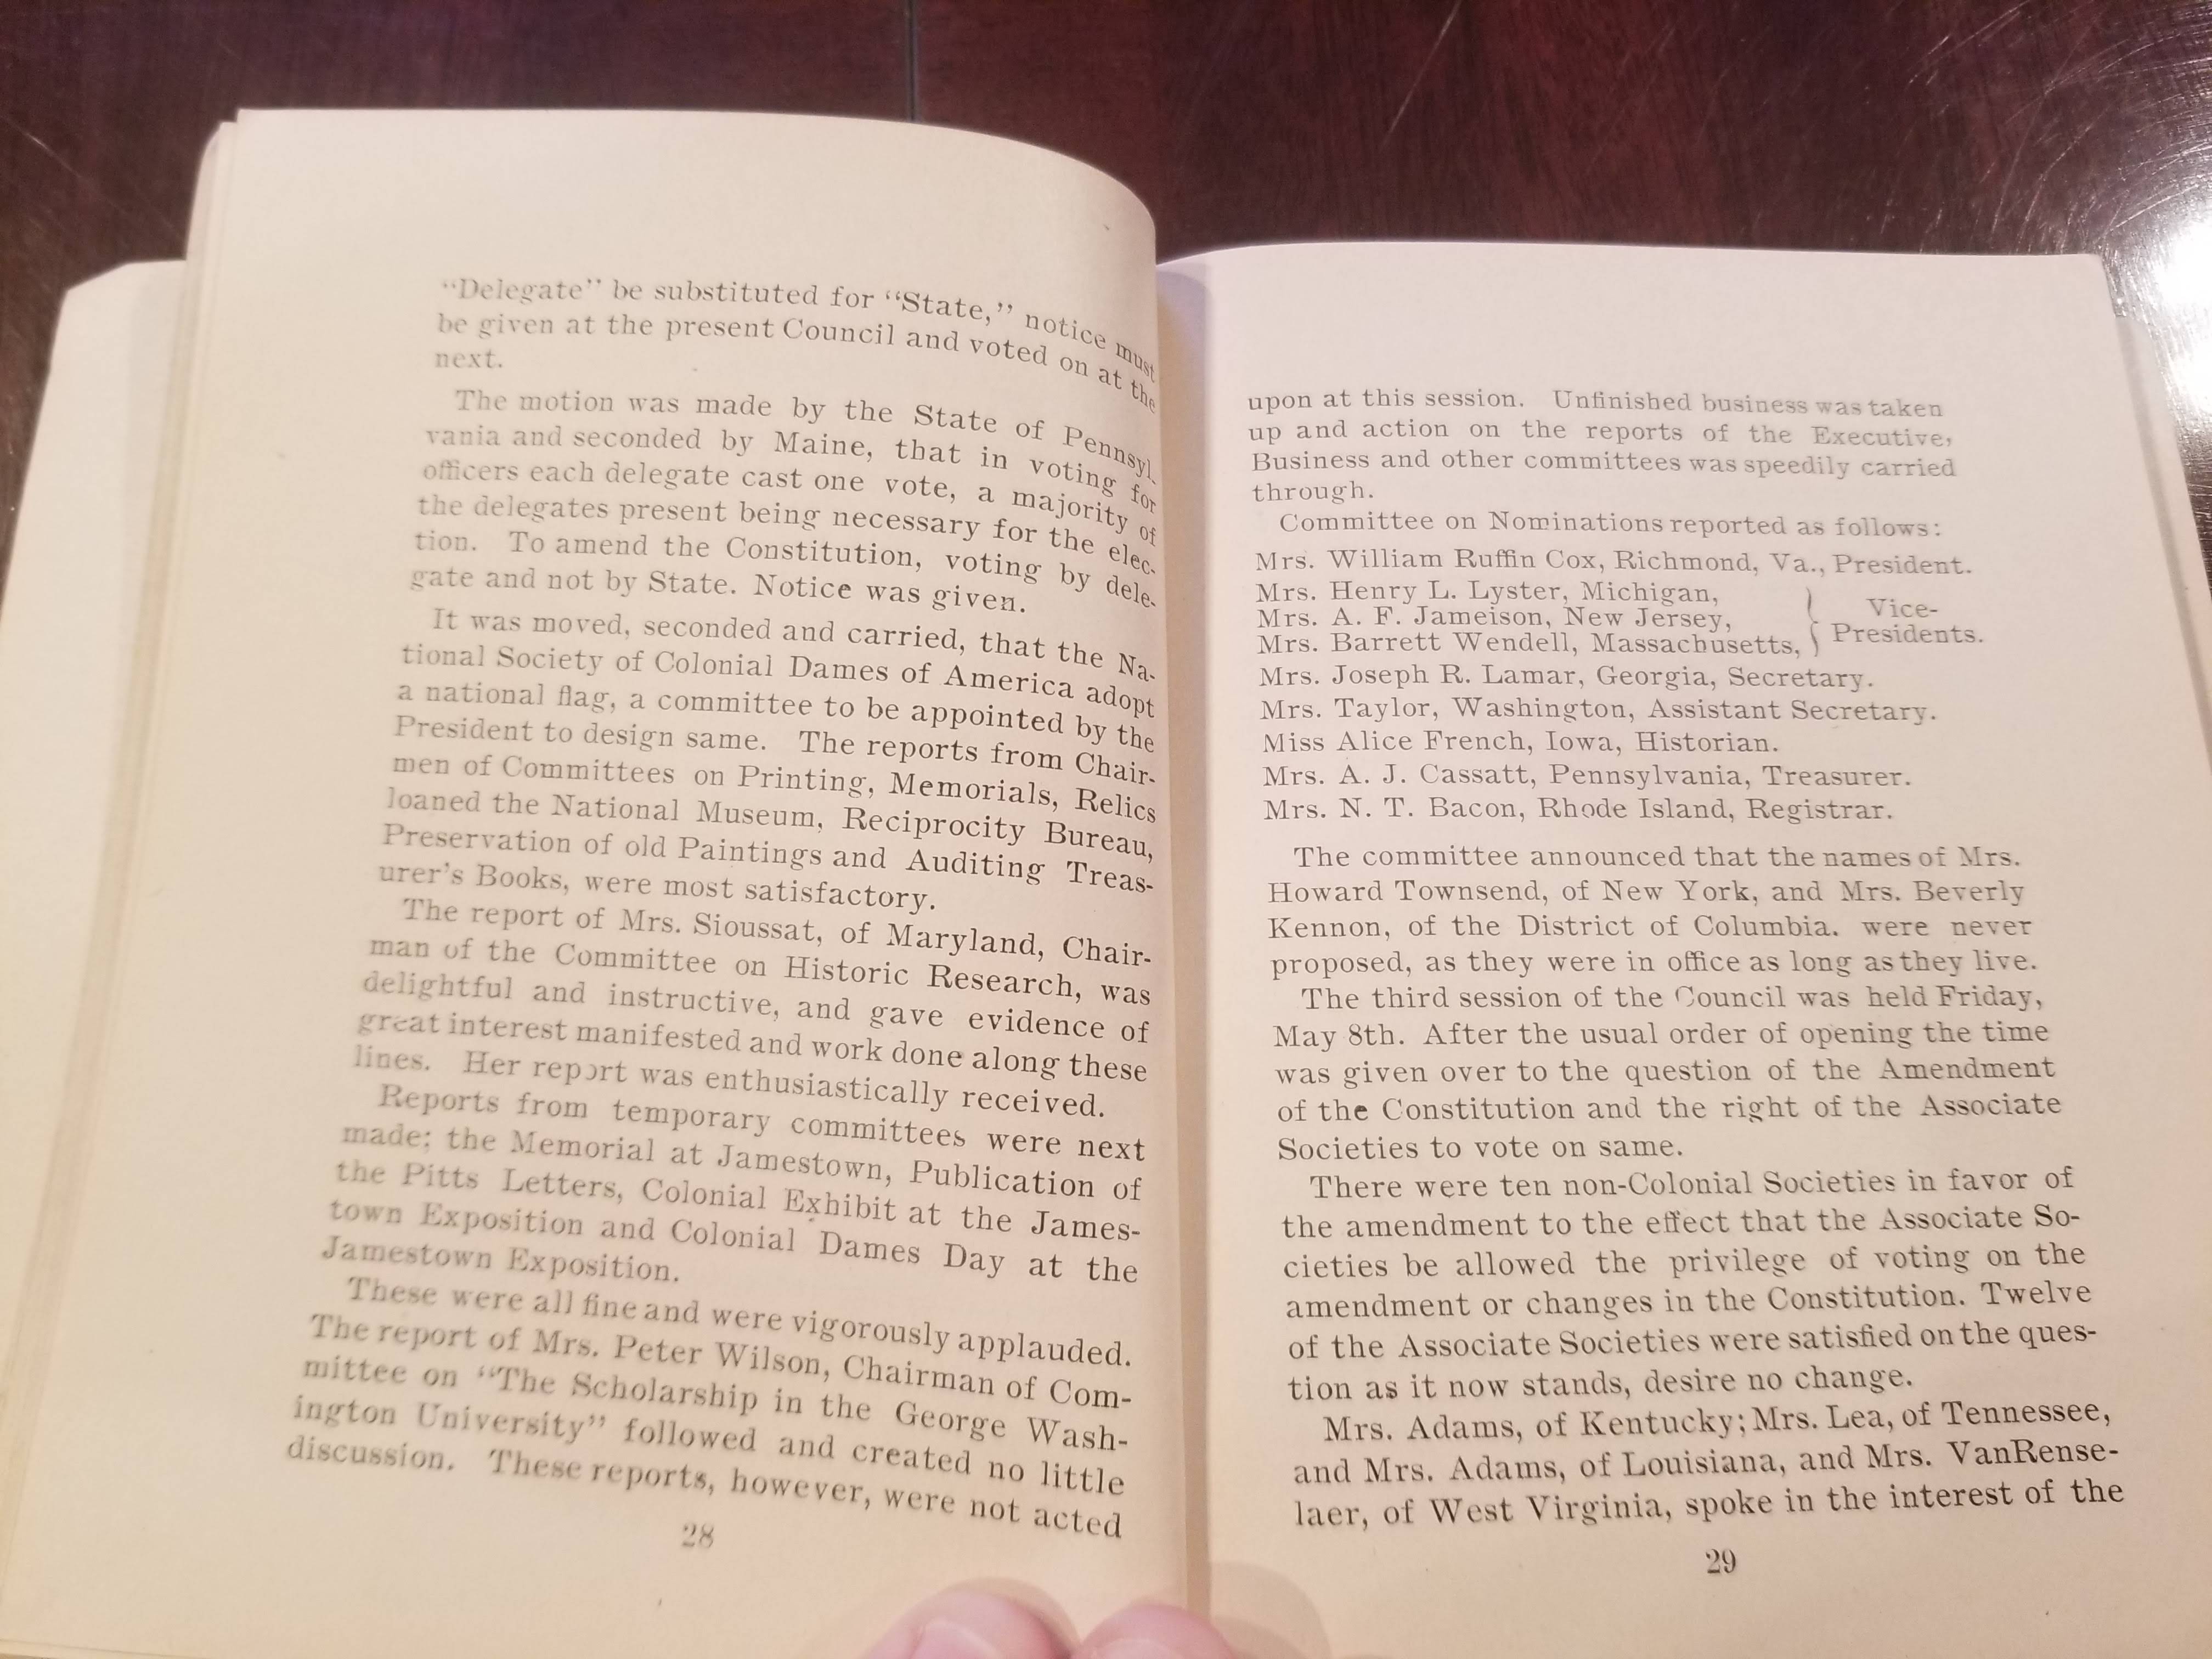 “Delegate” be substituted for “State,” notice must
be given at the present Council and voted on at the
next.
The motion was made by the State of Pennsyl-
vania and seconded by Maine, that in voting for
officers each delegate cast one vote, a majority of
the delegates present being necessary for the elec-
tion. To amend the Constitution, voting by dele-
gate and not by State. Notice was given.
It was moved, seconded and carried, that the Na-
tional Society of Colonial Dames of America adopt
a national flag, a committee to be appointed by the
President to design same. The reports from Chair-
men of Committees on Printing, Memorials, Relics
loaned the National Museum, Reciprocity Bureau,
Preservation of old Paintings and Auditing Treas-
urer's Books, were most satisfactory.
The report of Mrs. Sioussat, of Maryland, Chair-
man of the Committee on Historic Research, was
delightful and instructive, and gave evidence of
great interest manifested and work done along these
lines. Her report was enthusiastically received.
Reports from temporary committees were next
made; the Memorial at Jamestown, Publication of
the Pitts Letters, Colonial Exhibit at the James-
town Exposition and Colonial Dames Day at the
Jamestown Exposition.
These were all fine and were vigorously applauded.
The report of Mrs. Peter Wilson, Chairman of Com-
mittee on “The Scholarship in the George Wash-
ington University” followed and created no little
discussion. These reports, however, were not acted
28
upon at this session. Unfinished business was taken
up and action on the reports of the Executive,
Business and other committees was speedily carried
through.
Committee on Nominations reported as follows:
Mrs. William Ruffin Cox, Richmond, Va., President.
Mrs. Henry L. Lyster, Michigan,
Mrs. A. F. Jameison, New Jersey,
Mrs. Barrett Wendell, Massachusetts,
Vice-
Presidents.
Mrs. Joseph R. Lamar, Georgia, Secretary.
Mrs. Taylor, Washington, Assistant Secretary.
Miss Alice French, Iowa, Historian.
Mrs. A. J. Cassatt, Pennsylvania, Treasurer.
Mrs. N. T. Bacon, Rhode Island, Registrar.
The committee announced that the names of Mrs.
Howard Townsend, of New York, and Mrs. Beverly
Kennon, of the District of Columbia. were never
proposed, as they were in office as long as they live.
The third session of the Council was held Friday,
May 8th. After the usual order of opening the time
was given over to the question of the Amendment
of the Constitution and the right of the Associate
Societies to vote on same.
There were ten non-Colonial Societies in favor of
the amendment to the effect that the Associate So-
cieties be allowed the privilege of voting on the
amendment or changes in the Constitution. Twelve
of the Associate Societies were satisfied on the ques-
tion as it now stands, desire no change.
Mrs. Adams, of Kentucky; Mrs. Lea, of Tennessee,
and Mrs. Adams, of Louisiana, and Mrs. VanRense-
laer, of West Virginia, spoke in the interest of the
29